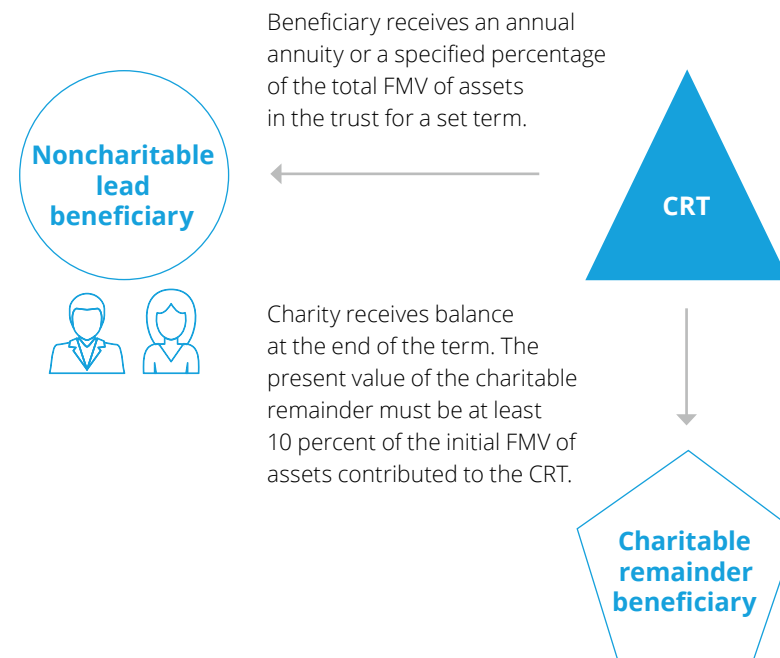 Beneficiary receives an annual
annuity or a specified percentage
of the total FMV of assets
in the trust for a set term.
Noncharitable
lead
beneficiary
CRT
Charity receives balance
at the end of the term. The
present value of the charitable
remainder must be at least
10 percent of the initial FMV of
assets contributed to the CRT.
Charitable
remainder
beneficiary